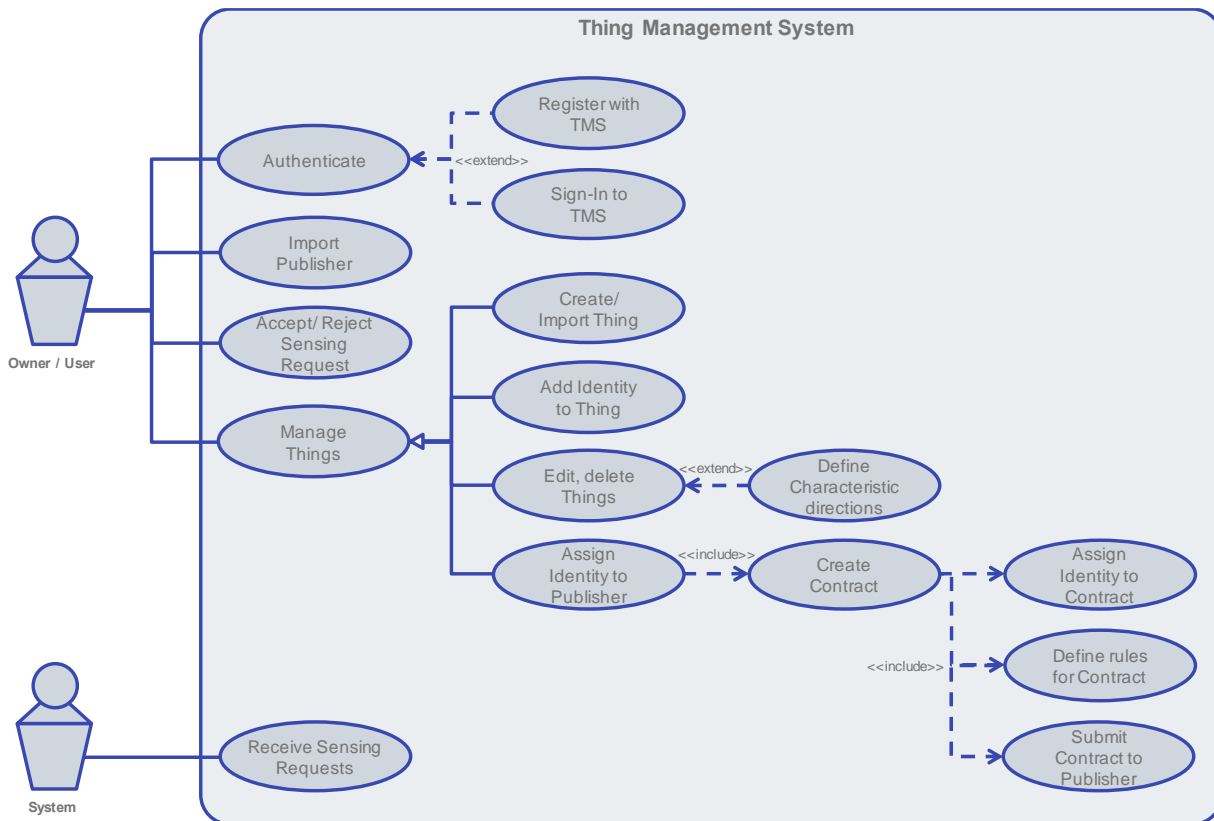 Thing Management System
Register with
TMS
Authenticate
<<extend>>
Sign-In to
TMS
Import
Publisher
Owner / User
Accept/ Reject
Sensing
Request
Create/
Import Thing
Add Identity
to Thing
Manage
Things
Edit, delete
Things
<<extend>>
Define
Characteristic
directions
Assign
Identity to
Publisher
<<include>>
Create
Contract
Assign
Identity to
Contract
<<include>>
Define rules
for Contract
Submit
Contract to
Publisher
Receive Sensing
Requests
System